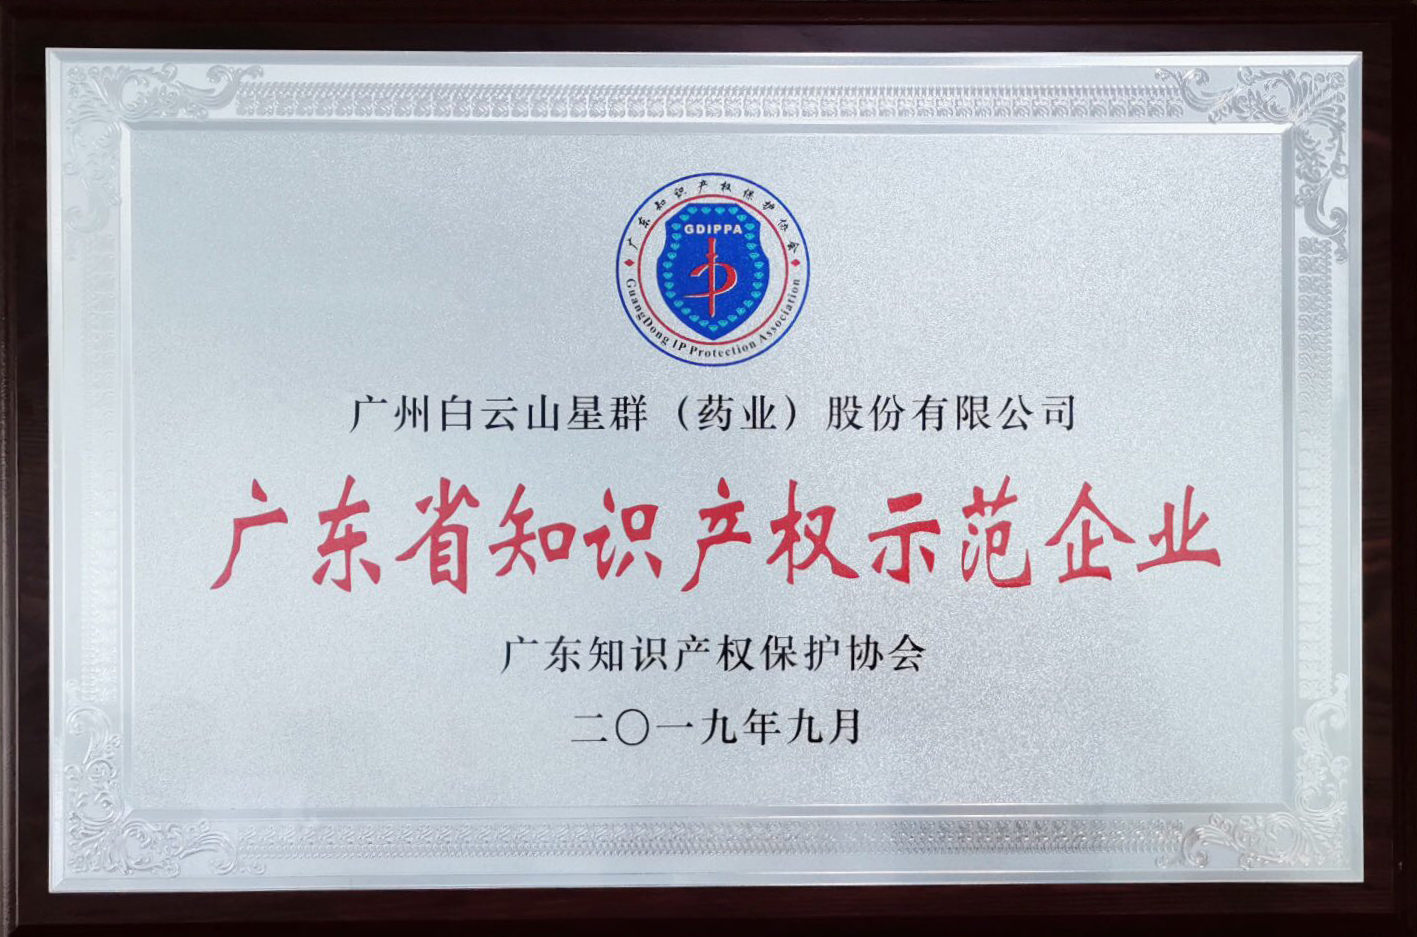 广东知识产权保护协会
GDIPPA
GuangDong IP Protection Association
广州白云山星群（药业）股份有限公司
广东省知识产权示范企业
广东知识产权保护协会
二〇一九年九月